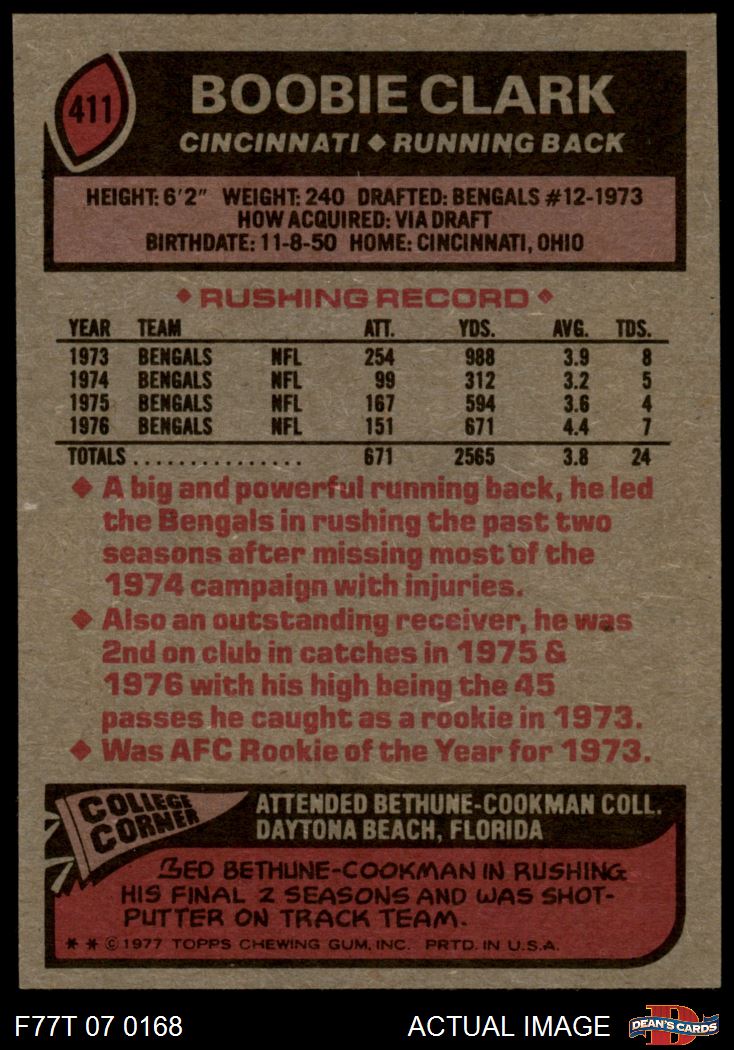 411
BOOBIE CLARK
CINCINNATI ◆ RUNNING BACK
HEIGHT: 6'2" WEIGHT: 240 DRAFTED: BENGALS #12-1973
HOW ACQUIRED: VIA DRAFT
BIRTHDATE: 11-8-50 HOME: CINCINNATI, OHIO
◆ RUSHING RECORD ◆
YEAR TEAM ATT. YDS. AVG. TDS.
1973 BENGALS NFL 254 988 3.9 8
1974 BENGALS NFL 99 312 3.2 5
1975 BENGALS NFL 167 594 3.6 4
1976 BENGALS NFL 151 671 4.4 7
TOTALS ................ 671 2565 3.8 24
◆ A big and powerful running back, he led
the Bengals in rushing the past two
seasons after missing most of the
1974 campaign with injuries.
◆ Also an outstanding receiver, he was
2nd on club in catches in 1975 &
1976 with his high being the 45
passes he caught as a rookie in 1973.
◆ Was AFC Rookie of the Year for 1973.
COLLEGE
CORNER
ATTENDED BETHUNE-COOKMAN COLL.
DAYTONA BEACH, FLORIDA
LED BETHUNE-COOKMAN IN RUSHING
HIS FINAL 2 SEASONS AND WAS SHOT-
PUTTER ON TRACK TEAM.
* * © 1977 TOPPS CHEWING GUM, INC. PRTD. IN U.S.A.
F77T 07 0168
ACTUAL IMAGE
D
DEAN'S CARDS